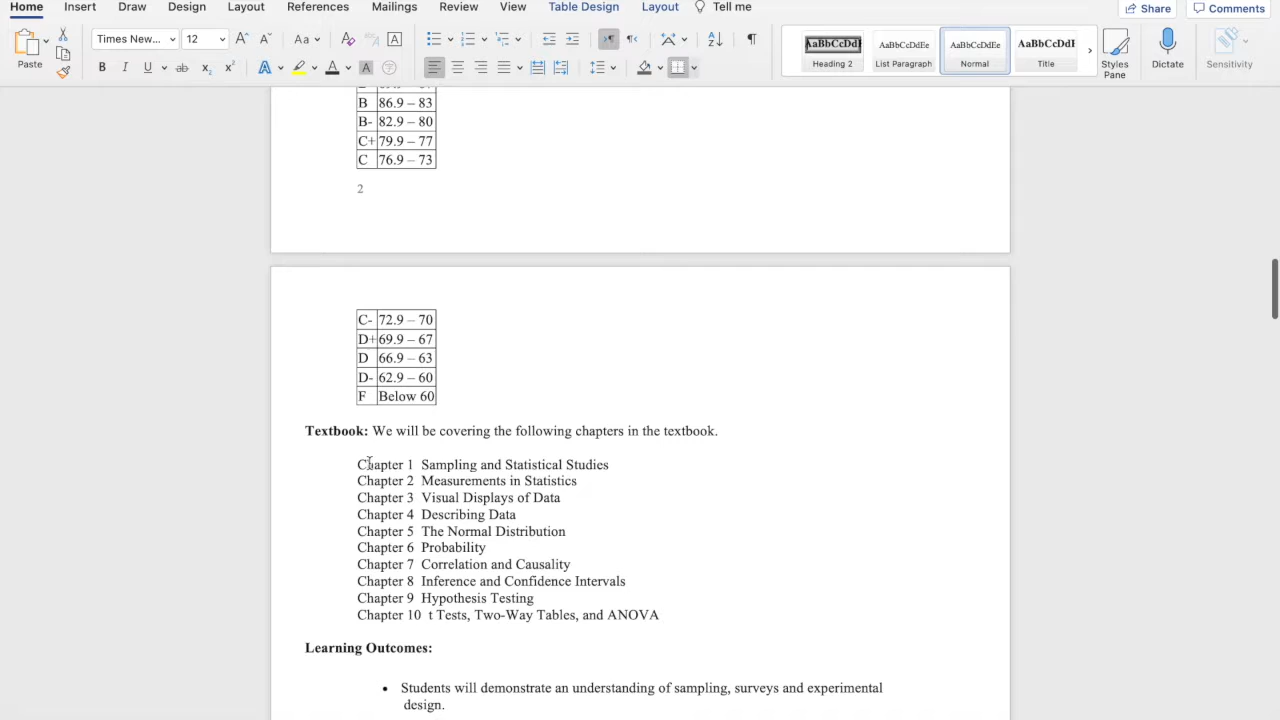 Home Insert Draw Design Layout References Mailings Review View Table Design Layout Tell me Share Comments
Paste Times New... 12 Aa A
B I U ab x₂ x² A A A
AaBbCcDdE AaBbCcDdEe AaBbCcDdEe AaBbCcDdE
Heading 2 List Paragraph Normal Title Styles Pane Dictate Sensitivity
B 86.9 – 83
B- 82.9 – 80
C+ 79.9 – 77
C 76.9 – 73
2
C- 72.9 – 70
D+ 69.9 – 67
D 66.9 – 63
D- 62.9 – 60
F Below 60
Textbook: We will be covering the following chapters in the textbook.
Chapter 1 Sampling and Statistical Studies
Chapter 2 Measurements in Statistics
Chapter 3 Visual Displays of Data
Chapter 4 Describing Data
Chapter 5 The Normal Distribution
Chapter 6 Probability
Chapter 7 Correlation and Causality
Chapter 8 Inference and Confidence Intervals
Chapter 9 Hypothesis Testing
Chapter 10 t Tests, Two-Way Tables, and ANOVA
Learning Outcomes:
• Students will demonstrate an understanding of sampling, surveys and experimental
design.